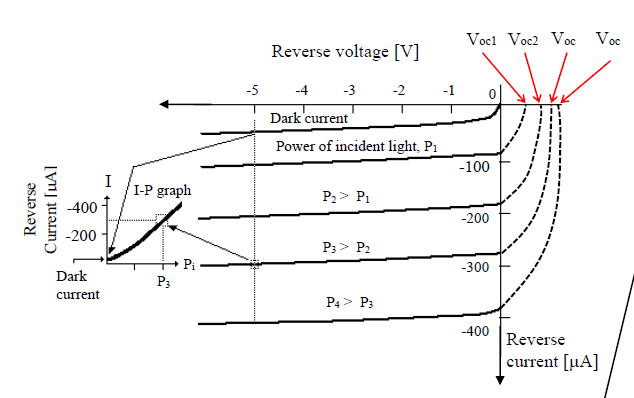 Voc1 Voc2 Voc Voc
Reverse voltage [V]
-5 -4 -3 -2 -1 0
Dark current
Power of incident light, P1
-100
I
I-P graph
P2 > P1
-400
-200
Reverse
Current [µA]
-200
P3 > P2
Pi
-300
Dark
current
P3
P4 > P3
-400
Reverse
current [µA]